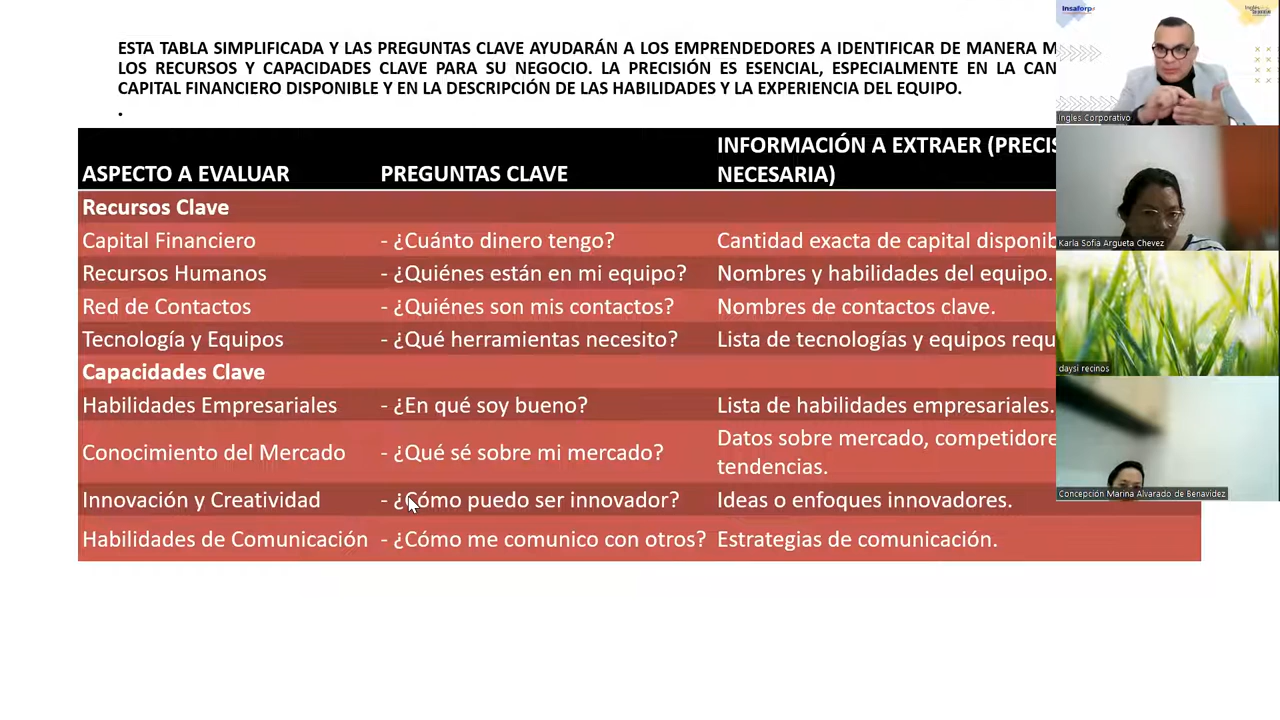 ESTA TABLA SIMPLIFICADA Y LAS PREGUNTAS CLAVE AYUDARÁN A LOS EMPRENDEDORES A IDENTIFICAR DE MANERA
LOS RECURSOS Y CAPACIDADES CLAVE PARA SU NEGOCIO. LA PRECISIÓN ES ESENCIAL, ESPECIALMENTE EN LA
CAPITAL FINANCIERO DISPONIBLE Y EN LA DESCRIPCIÓN DE LAS HABILIDADES Y LA EXPERIENCIA DEL EQUIPO.
.
ASPECTO A EVALUAR PREGUNTAS CLAVE INFORMACIÓN A EXTRAER
NECESARIA)
Recursos Clave
Capital Financiero - ¿Cuánto dinero tengo? Cantidad exacta de capital
Recursos Humanos - ¿Quiénes están en mi equipo? Nombres y habilidades del equipo.
Red de Contactos - ¿Quiénes son mis contactos? Nombres de contactos clave.
Tecnología y Equipos - ¿Qué herramientas necesito? Lista de tecnologías y equipos
Capacidades Clave
Habilidades Empresariales - ¿En qué soy bueno? Lista de habilidades empresariales.
Conocimiento del Mercado - ¿Qué sé sobre mi mercado? Datos sobre mercado,
tendencias.
Innovación y Creatividad - ¿Cómo puedo ser innovador? Ideas o enfoques innovadores.
Habilidades de Comunicación - ¿Cómo me comunico con otros? Estrategias de comunicación.
Insaforp
Ingles Corporativo
Karla Sofia Argueta Chevez
daysi recinos
Concepción Marina Alvarado de Benavidez